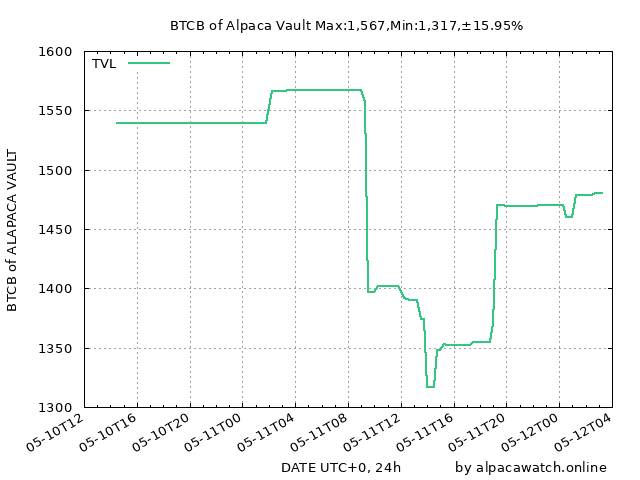 BTCB of Alpaca Vault Max:1,567,Min:1,317,±15.95%
TVL
BTCB of ALAPACA VAULT
1600
1550
1500
1450
1400
1350
1300
05-10T12
05-10T16
05-10T20
05-11T00
05-11T04
05-11T08
05-11T12
05-11T16
05-11T20
05-12T00
05-12T04
DATE UTC+0, 24h
by alpacawatch.online